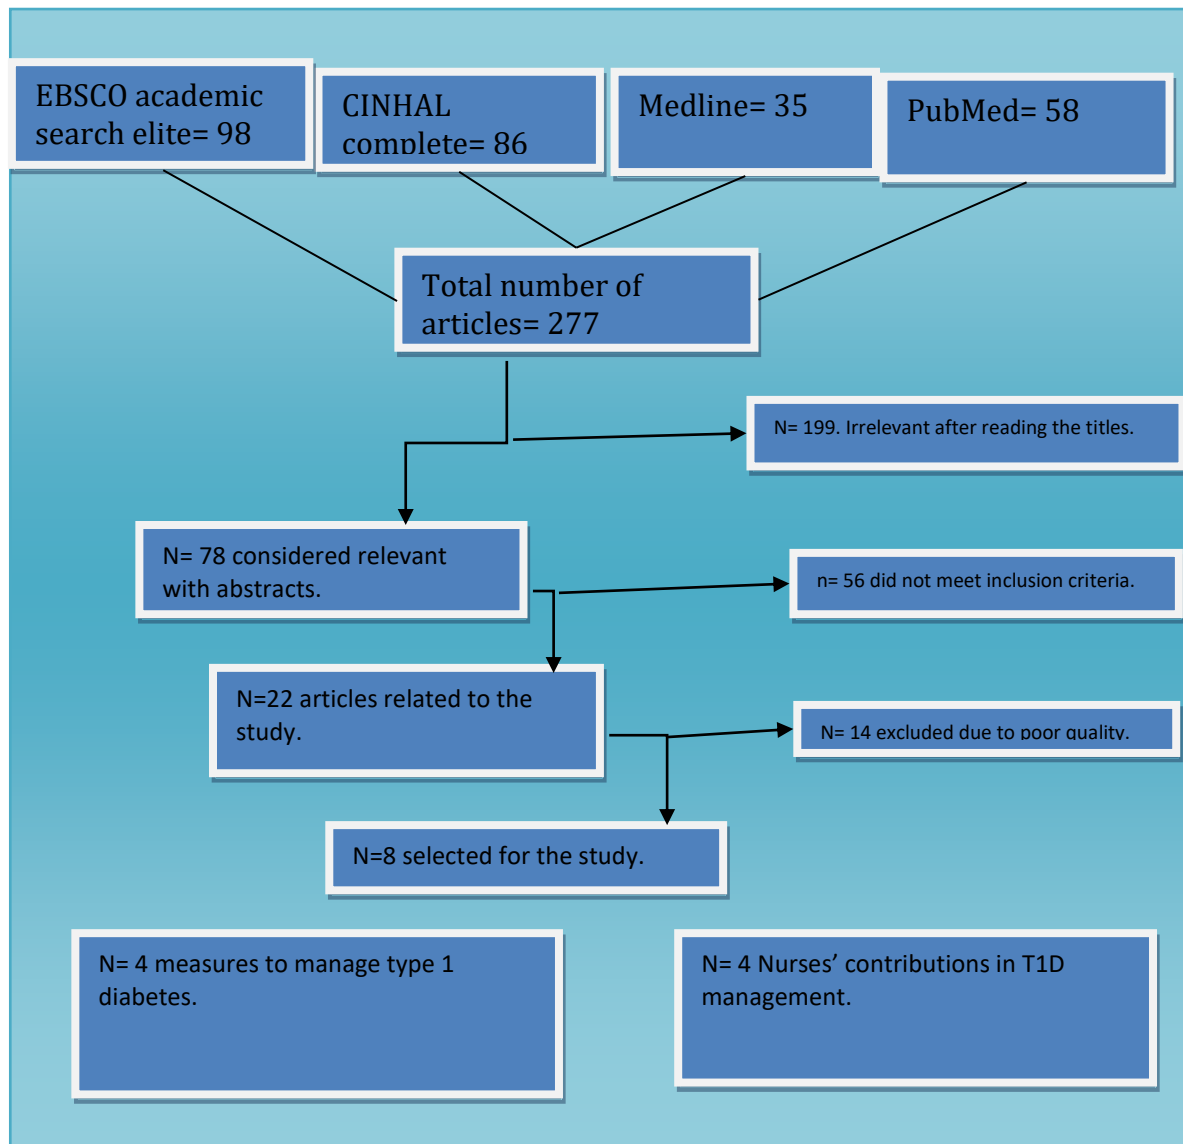 EBSCO academic
search elite= 98
CINHAL
complete= 86
Medline= 35
PubMed= 58
Total number of
articles= 277
N= 199. Irrelevant after reading the titles.
N= 78 considered relevant
with abstracts.
n= 56 did not meet inclusion criteria.
N=22 articles related to the
study.
N= 14 excluded due to poor quality.
N=8 selected for the study.
N= 4 measures to manage type 1
diabetes.
N= 4 Nurses’ contributions in T1D
management.